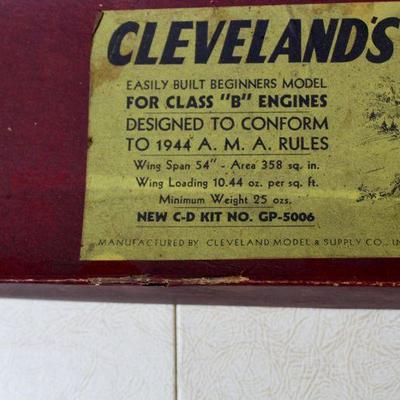 CLEVELAND'S
EASILY BUILT BEGINNERS MODEL
FOR CLASS "B" ENGINES
DESIGNED TO CONFORM
TO 1944 A. M. A. RULES
Wing Span 54" - Area 358 sq. in.
Wing Loading 10.44 oz. per sq. ft.
Minimum Weight 25 ozs.
NEW C-D KIT NO. GP-5006
MANUFACTURED BY CLEVELAND MODEL & SUPPLY CO., IN